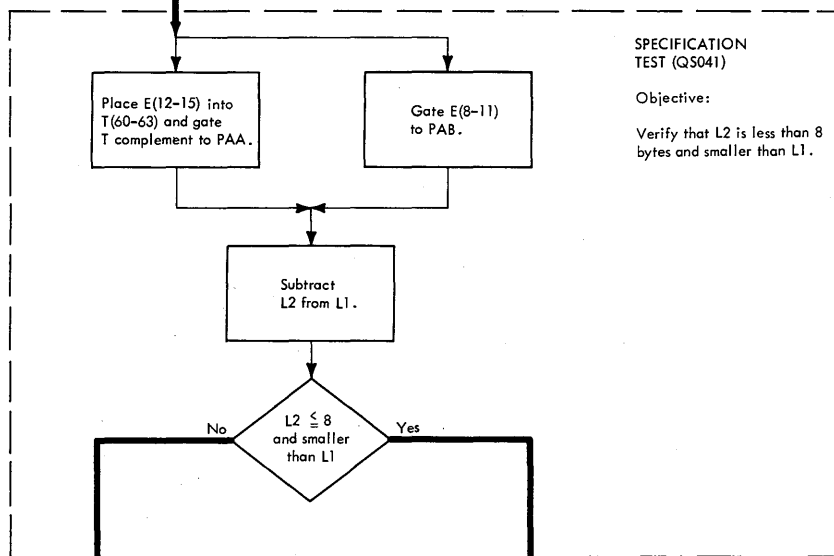 SPECIFICATION
TEST (QS041)
Objective:
Verify that L2 is less than 8
bytes and smaller than L1.
Place E(12-15) into
T(60-63) and gate
T complement to PAA.
Gate E(8-11)
to PAB.
Subtract
L2 from L1.
L2 ≦ 8
and smaller
than L1
No
Yes